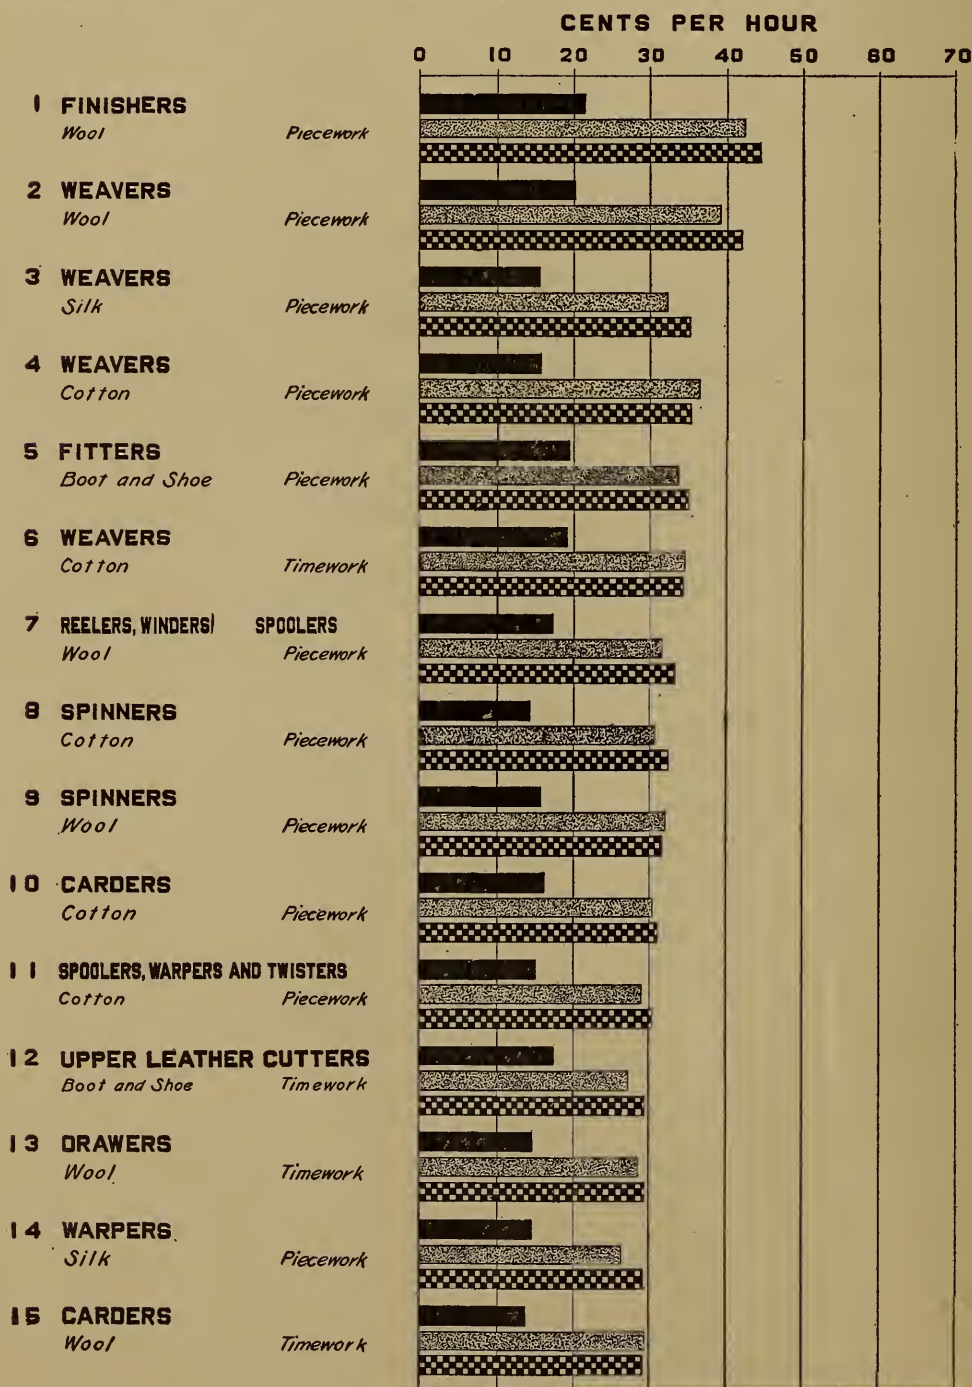 CENTS PER HOUR
0 10 20 30 40 50 60 70
1 FINISHERS
Wool Piecework
2 WEAVERS
Wool Piecework
3 WEAVERS
Silk Piecework
4 WEAVERS
Cotton Piecework
5 FITTERS
Boot and Shoe Piecework
6 WEAVERS
Cotton Timework
7 REELERS, WINDERS SPOOLERS
Wool Piecework
8 SPINNERS
Cotton Piecework
9 SPINNERS
Wool Piecework
10 CARDERS
Cotton Piecework
11 SPOOLERS, WARPERS AND TWISTERS
Cotton Piecework
12 UPPER LEATHER CUTTERS
Boot and Shoe Timework
13 DRAWERS
Wool Timework
14 WARPERS
Silk Piecework
15 CARDERS
Wool Timework